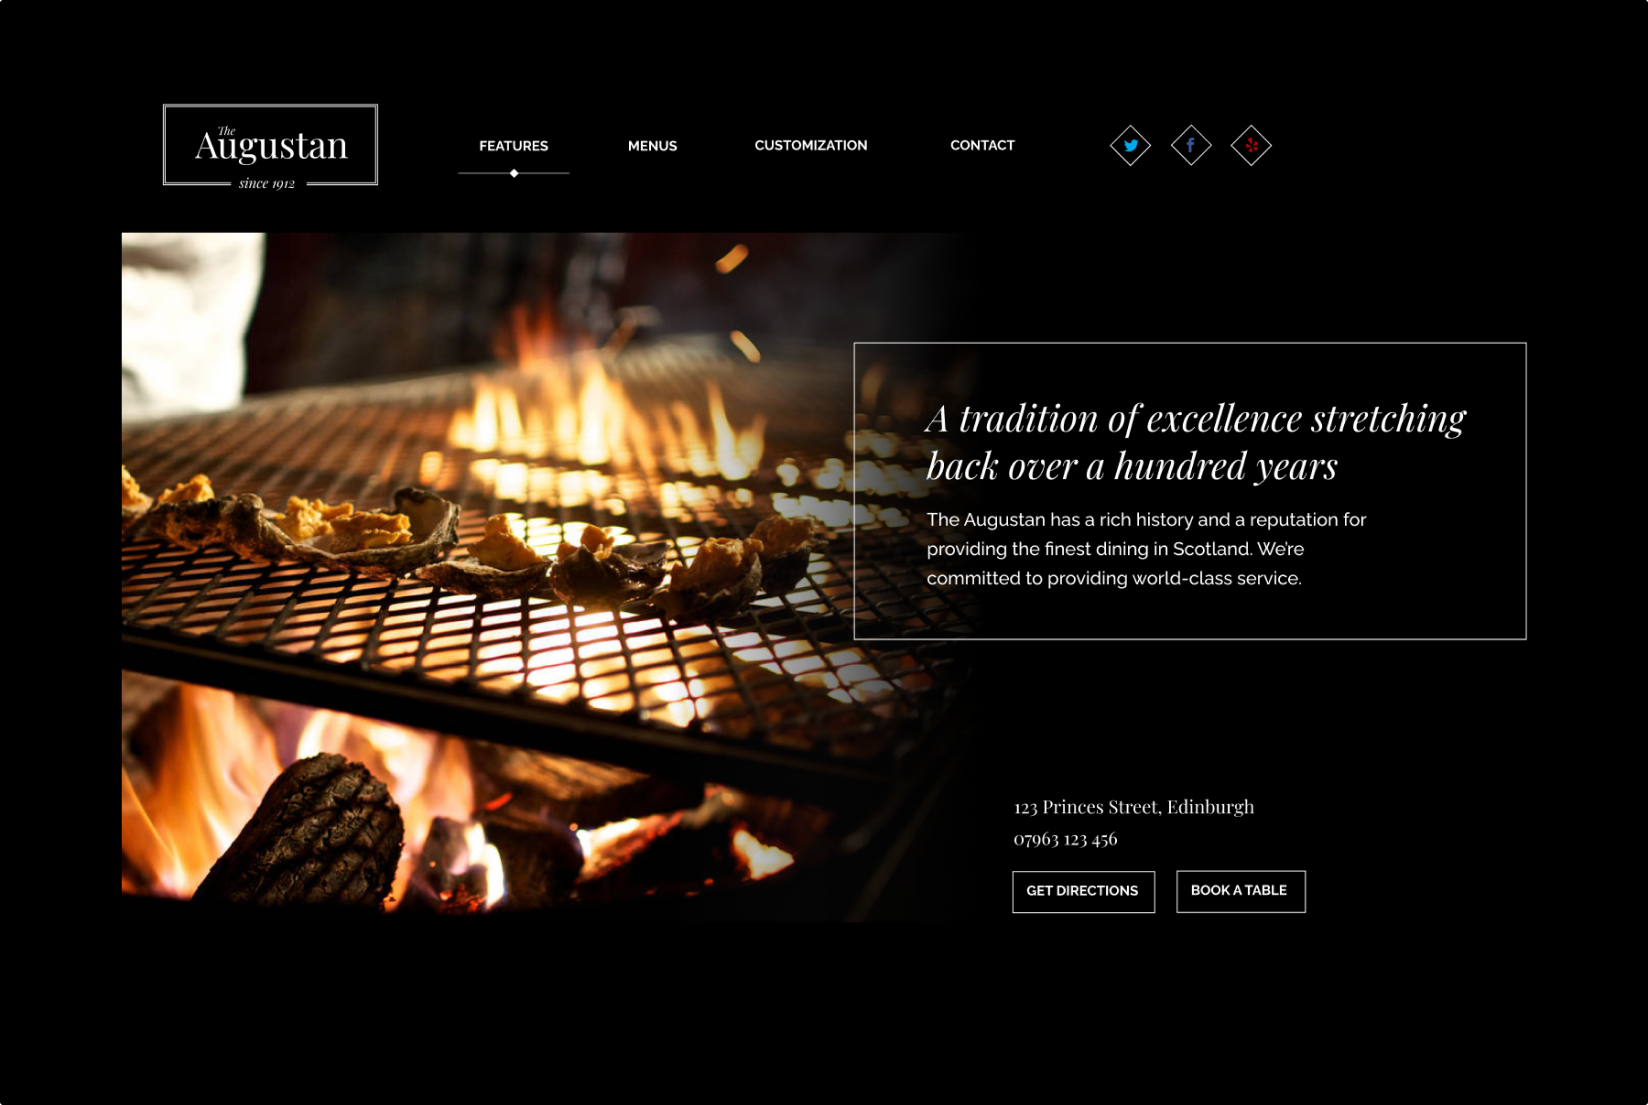 The
Augustan
since 1912
FEATURES
MENUS
CUSTOMIZATION
CONTACT
A tradition of excellence stretching
back over a hundred years
The Augustan has a rich history and a reputation for
providing the finest dining in Scotland. We’re
committed to providing world-class service.
123 Princes Street, Edinburgh
07963 123 456
GET DIRECTIONS
BOOK A TABLE